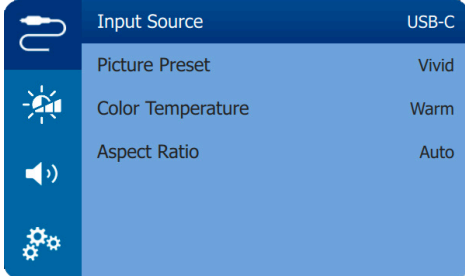 Input Source USB-C
Picture Preset Vivid
Color Temperature Warm
Aspect Ratio Auto